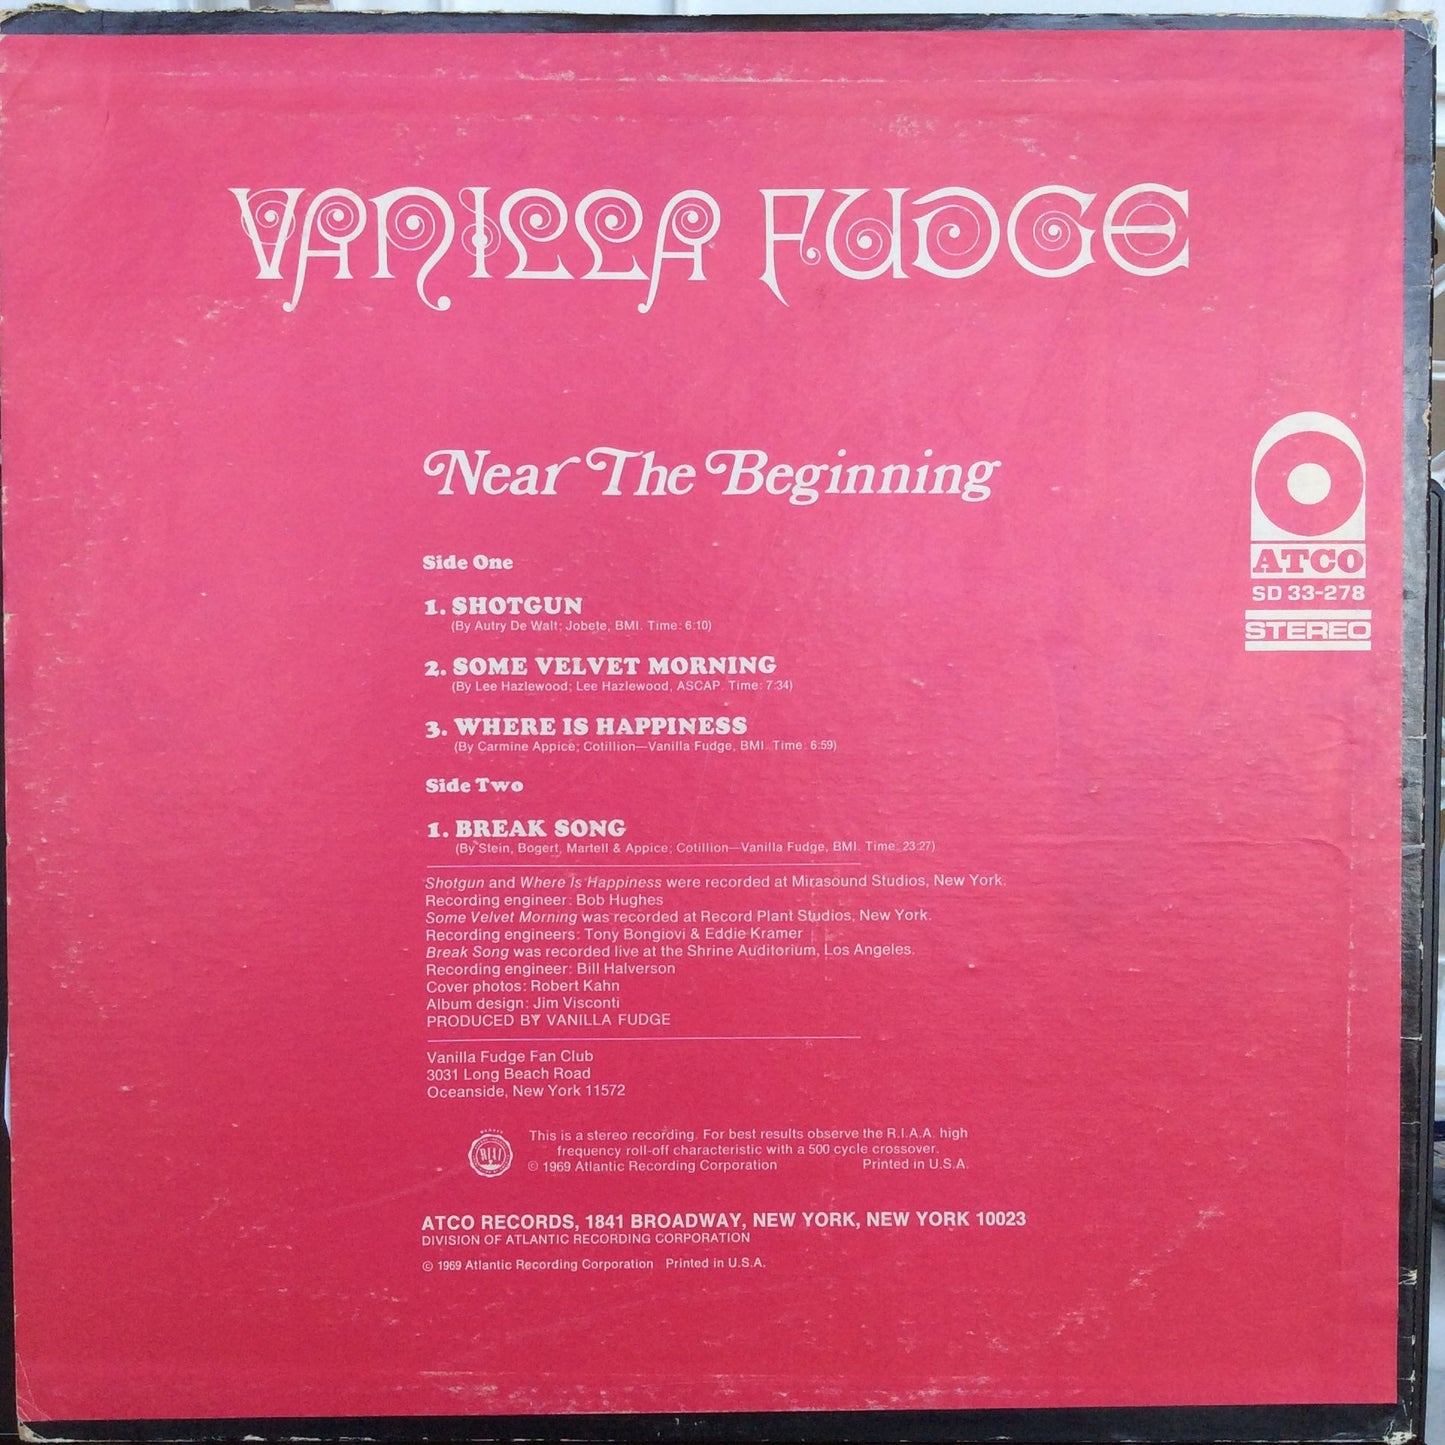 VANILLA FUDGE
Near The Beginning
Side One
1. SHOTGUN
(By Autry De Walt; Jobete, BMI. Time: 6:10)
2. SOME VELVET MORNING
(By Lee Hazlewood; Lee Hazlewood, ASCAP. Time: 7:34)
3. WHERE IS HAPPINESS
(By Carmine Appice; Cotillion—Vanilla Fudge, BMI. Time: 6:59)
Side Two
1. BREAK SONG
(By Stein, Bogert, Martell & Appice; Cotillion—Vanilla Fudge, BMI. Time: 23:27)
Shotgun and Where Is Happiness were recorded at Mirasound Studios, New York.
Recording engineer: Bob Hughes
Some Velvet Morning was recorded at Record Plant Studios, New York.
Recording engineers: Tony Bongiovi & Eddie Kramer
Break Song was recorded live at the Shrine Auditorium, Los Angeles.
Recording engineer: Bill Halverson
Cover photos: Robert Kahn
Album design: Jim Visconti
PRODUCED BY VANILLA FUDGE
Vanilla Fudge Fan Club
3031 Long Beach Road
Oceanside, New York 11572
This is a stereo recording. For best results observe the R.I.A.A. high
frequency roll-off characteristic with a 500 cycle crossover.
© 1969 Atlantic Recording Corporation Printed in U.S.A.
ATCO RECORDS, 1841 BROADWAY, NEW YORK, NEW YORK 10023
DIVISION OF ATLANTIC RECORDING CORPORATION
© 1969 Atlantic Recording Corporation Printed in U.S.A.
ATCO
SD 33-278
STEREO